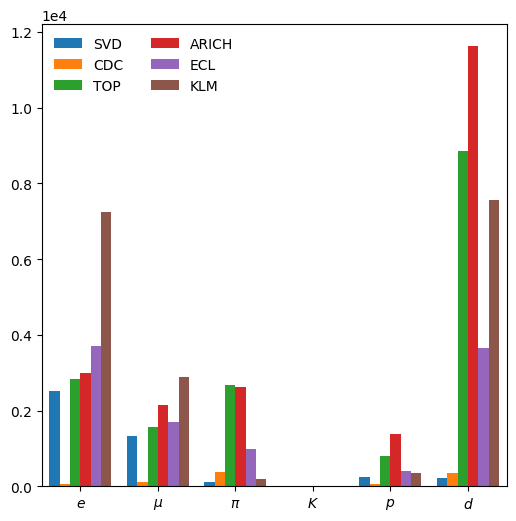 1e4
SVD ARICH
CDC ECL
TOP KLM
1.2
1.0
0.8
0.6
0.4
0.2
0.0
e μ π K p d